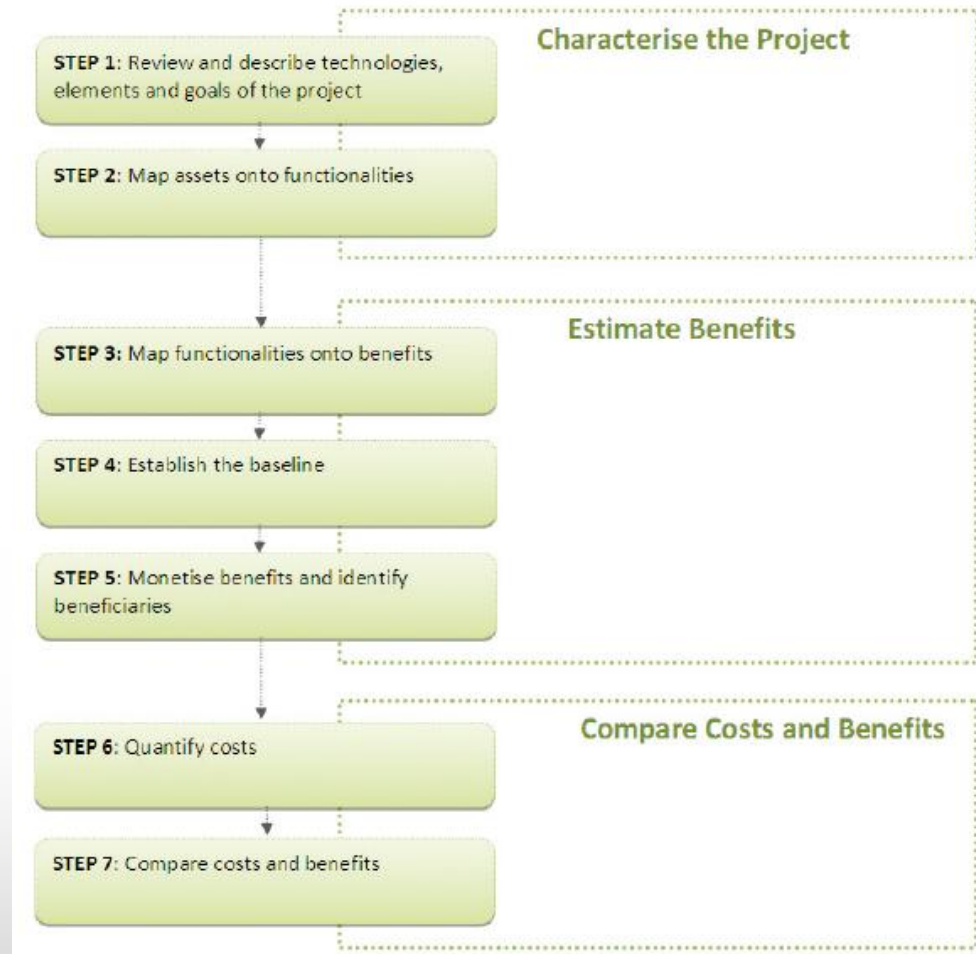 Characterise the Project
STEP 1: Review and describe technologies,
elements and goals of the project
STEP 2: Map assets onto functionalities
Estimate Benefits
STEP 3: Map functionalities onto benefits
STEP 4: Establish the baseline
STEP 5: Monetise benefits and identify
beneficiaries
Compare Costs and Benefits
STEP 6: Quantify costs
STEP 7: Compare costs and benefits